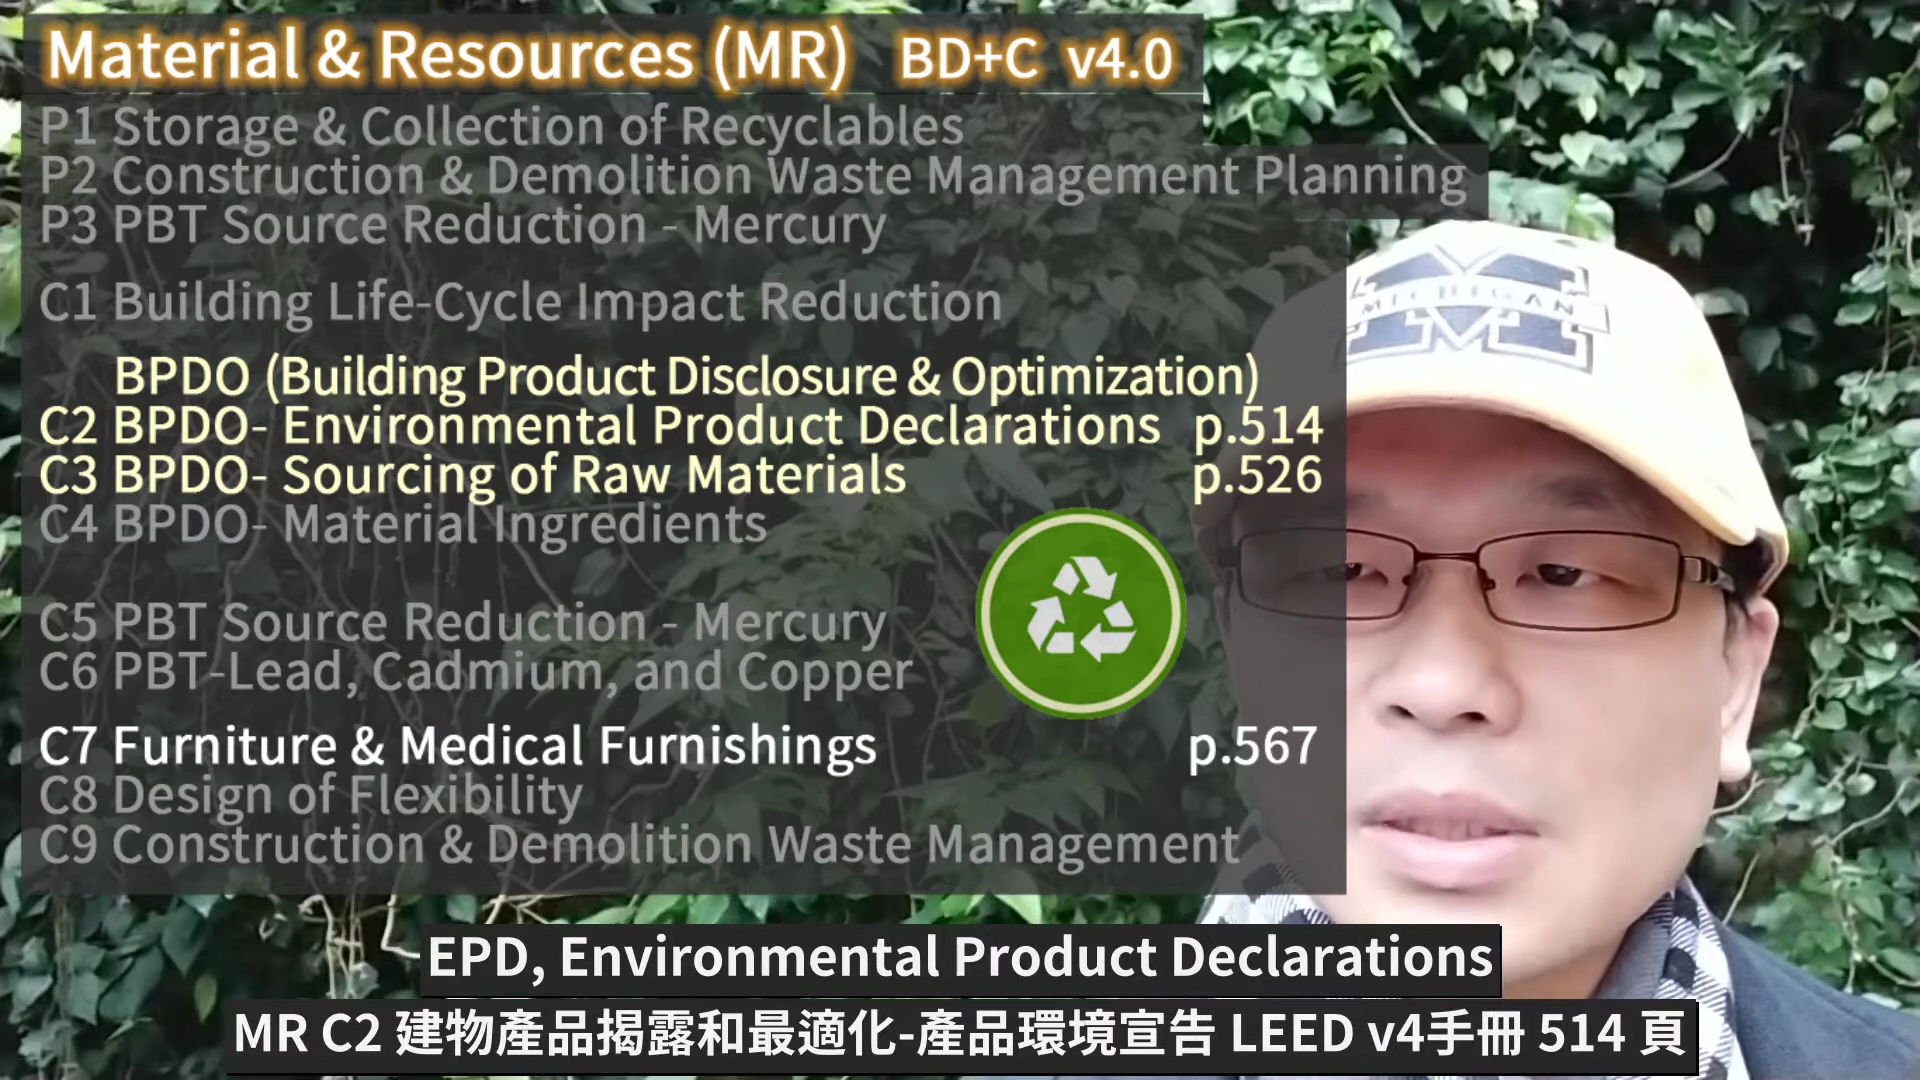 Material & Resources (MR) BD+C v4.0
P1 Storage & Collection of Recyclables
P2 Construction & Demolition Waste Management Planning
P3 PBT Source Reduction - Mercury
C1 Building Life-Cycle Impact Reduction
BPDO (Building Product Disclosure & Optimization)
C2 BPDO- Environmental Product Declarations p.514
C3 BPDO- Sourcing of Raw Materials p.526
C4 BPDO- Material Ingredients
C5 PBT Source Reduction - Mercury
C6 PBT-Lead, Cadmium, and Copper
C7 Furniture & Medical Furnishings p.567
C8 Design of Flexibility
C9 Construction & Demolition Waste Management
M
MICHIGAN
EPD, Environmental Product Declarations
MR C2 建物產品揭露和最適化-產品環境宣告 LEED v4手冊 514 頁